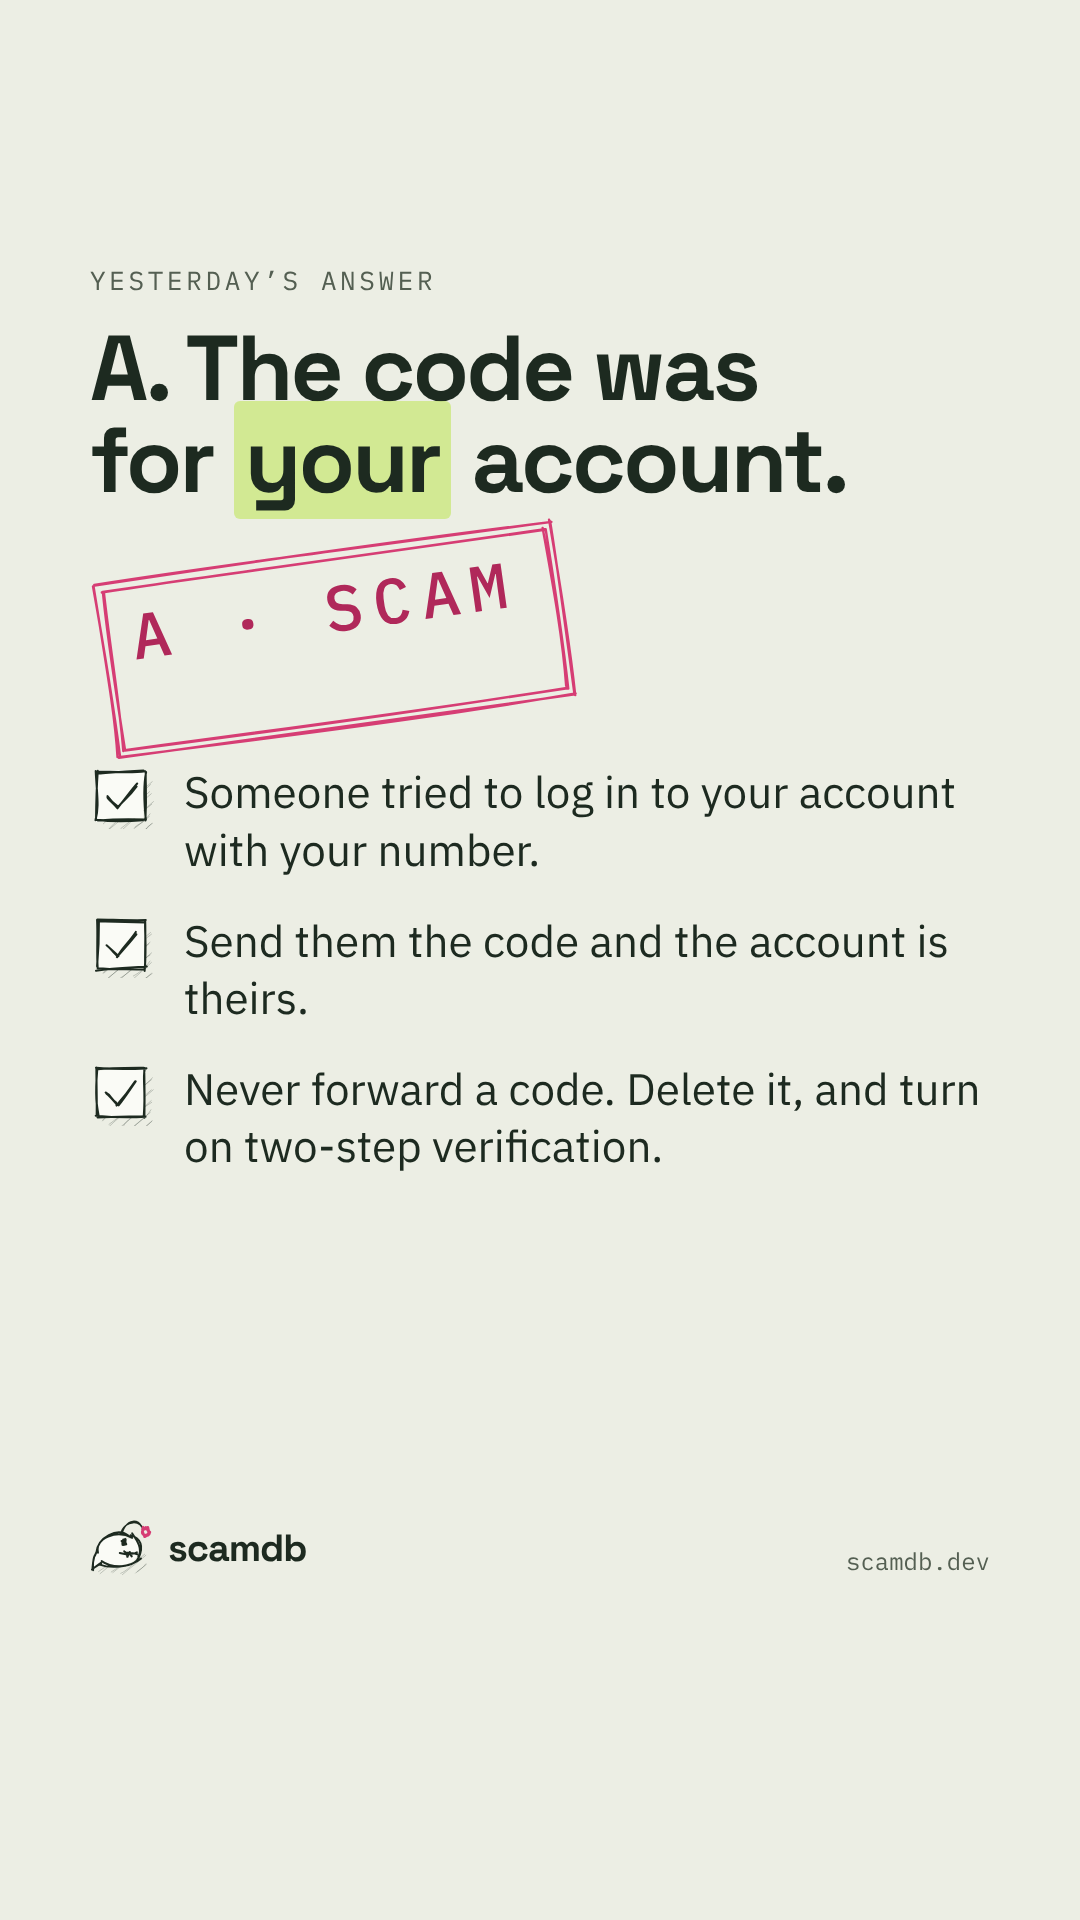 YESTERDAY’S ANSWER
A. The code was
for your account.
A · SCAM
Someone tried to log in to your account
with your number.
Send them the code and the account is
theirs.
Never forward a code. Delete it, and turn
on two-step verification.
scamdb
scamdb.dev